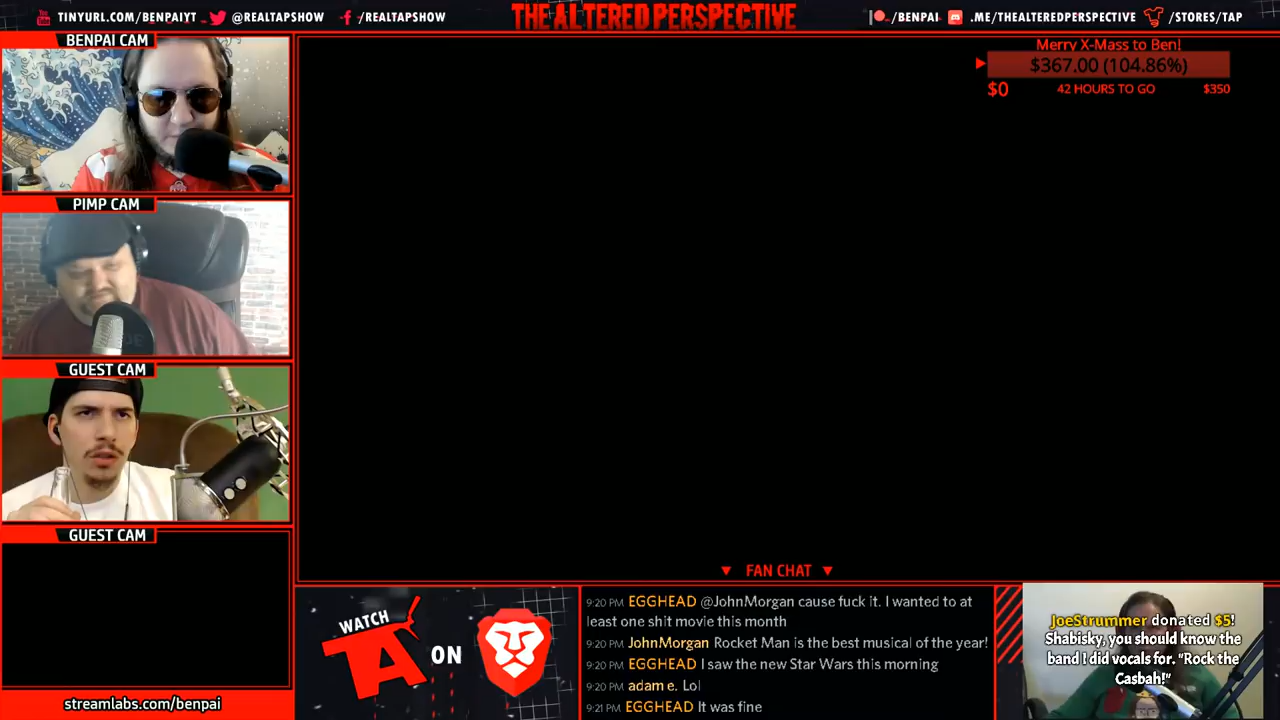 TINYURL.COM/BENPAIYT @REALTAPSHOW /REALTAPSHOW THE ALTERED PERSPECTIVE /BENPAI .ME/THEALTEREDPERSPECTIVE /STORES/TAP
BENPAI CAM
Merry X-Mass to Ben!
$367.00 (104.86%)
$0 42 HOURS TO GO $350
PIMP CAM
GUEST CAM
GUEST CAM
FAN CHAT
WATCH
TA ON
9:20 PM EGGHEAD @JohnMorgan cause fuck it. I wanted to at
least one shit movie this month
9:20 PM JohnMorgan Rocket Man is the best musical of the year!
9:20 PM EGGHEAD I saw the new Star Wars this morning
9:20 PM adam e. Lol
9:21 PM EGGHEAD It was fine
JoeStrummer donated $5!
Shabisky, you should know the
band I did vocals for. "Rock the
Casbah!"
streamlabs.com/benpai